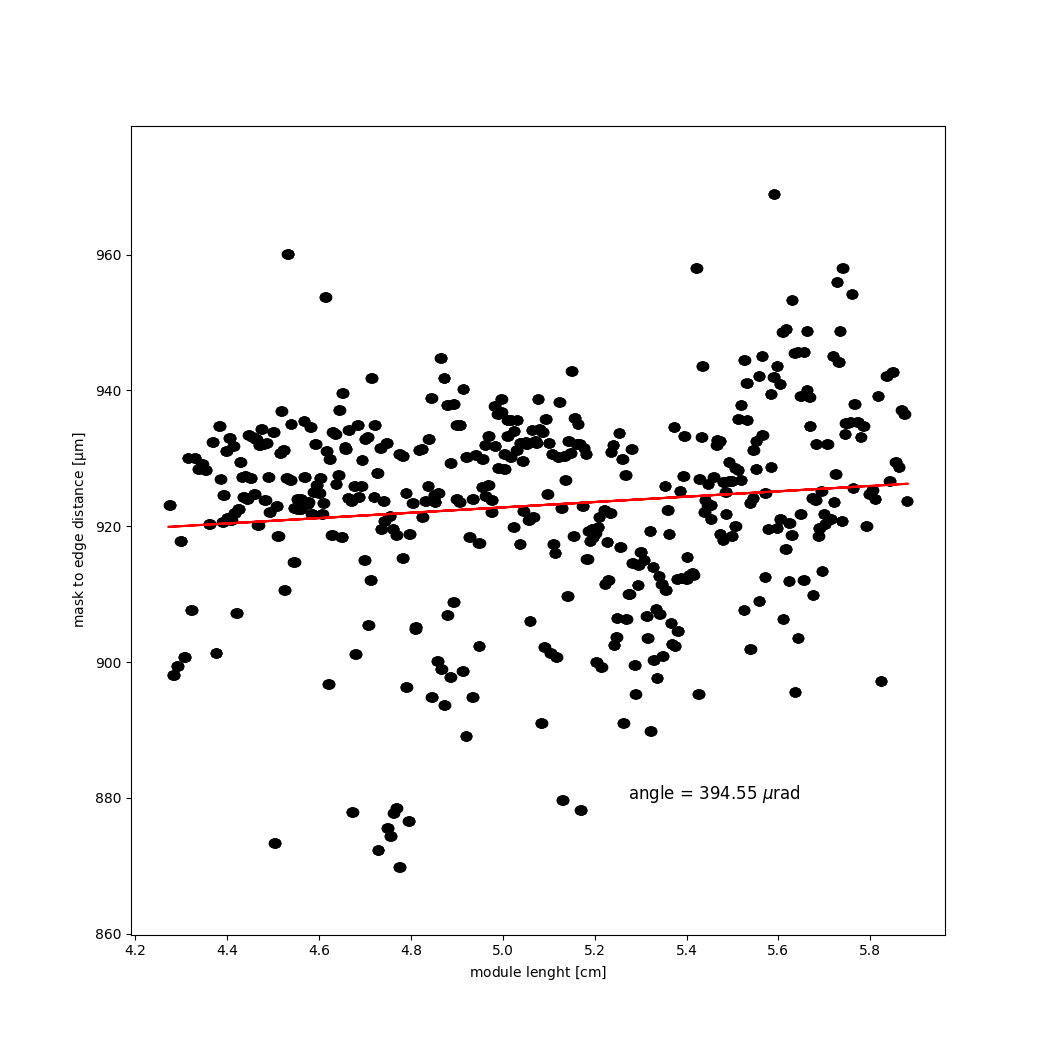 mask to edge distance [μm]
960
940
920
900
880
860
angle = 394.55 μrad
4.2 4.4 4.6 4.8 5.0 5.2 5.4 5.6 5.8
module lenght [cm]